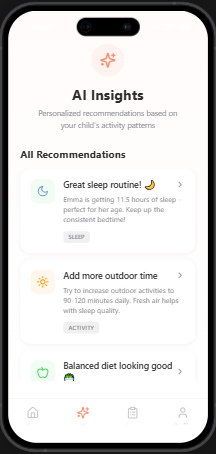 AI Insights
Personalized recommendations based on
your child's activity patterns
All Recommendations
Great sleep routine! 🌙
Emma is getting 11.5 hours of sleep -
perfect for her age. Keep up the
consistent bedtime!
SLEEP
Add more outdoor time
Try to increase outdoor activities to
90-120 minutes daily. Fresh air helps
with sleep quality.
ACTIVITY
Balanced diet looking good
🥗